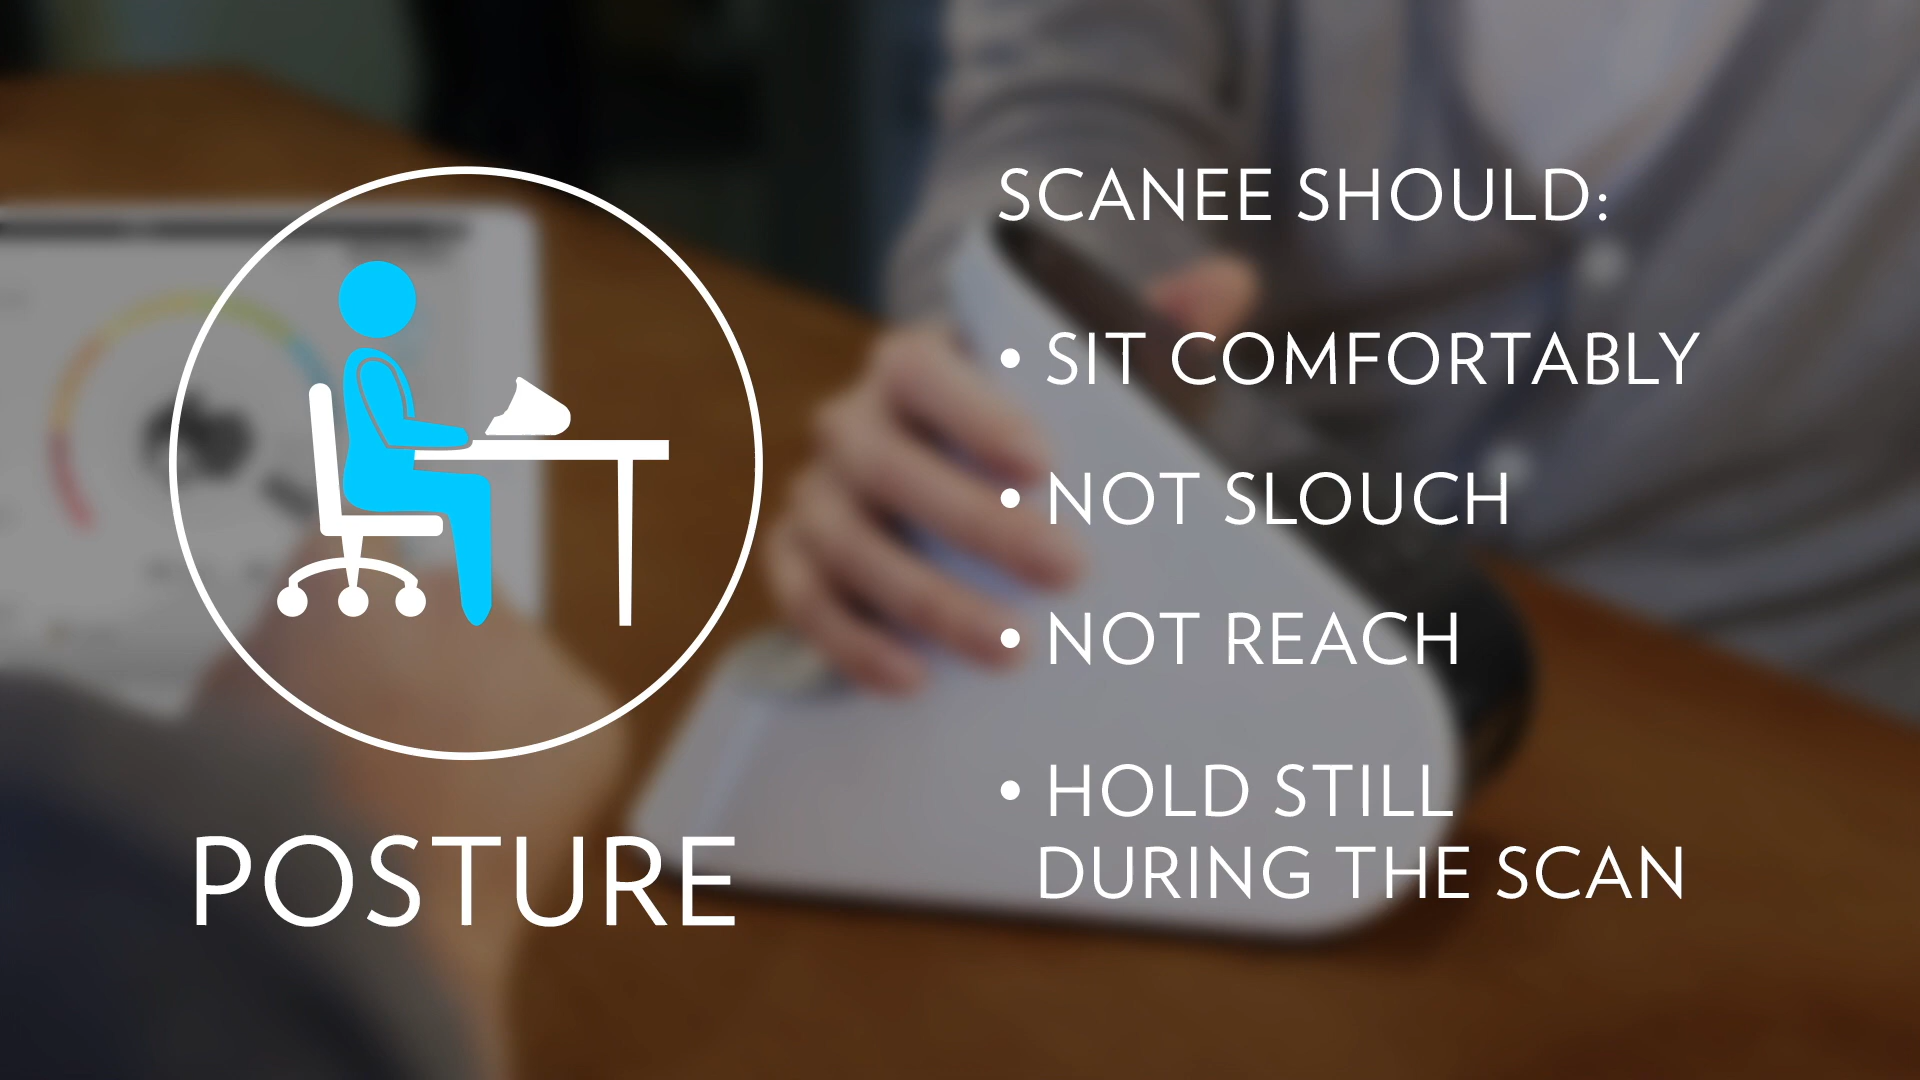 SCANEE SHOULD:
• SIT COMFORTABLY
• NOT SLOUCH
• NOT REACH
• HOLD STILL
DURING THE SCAN
POSTURE